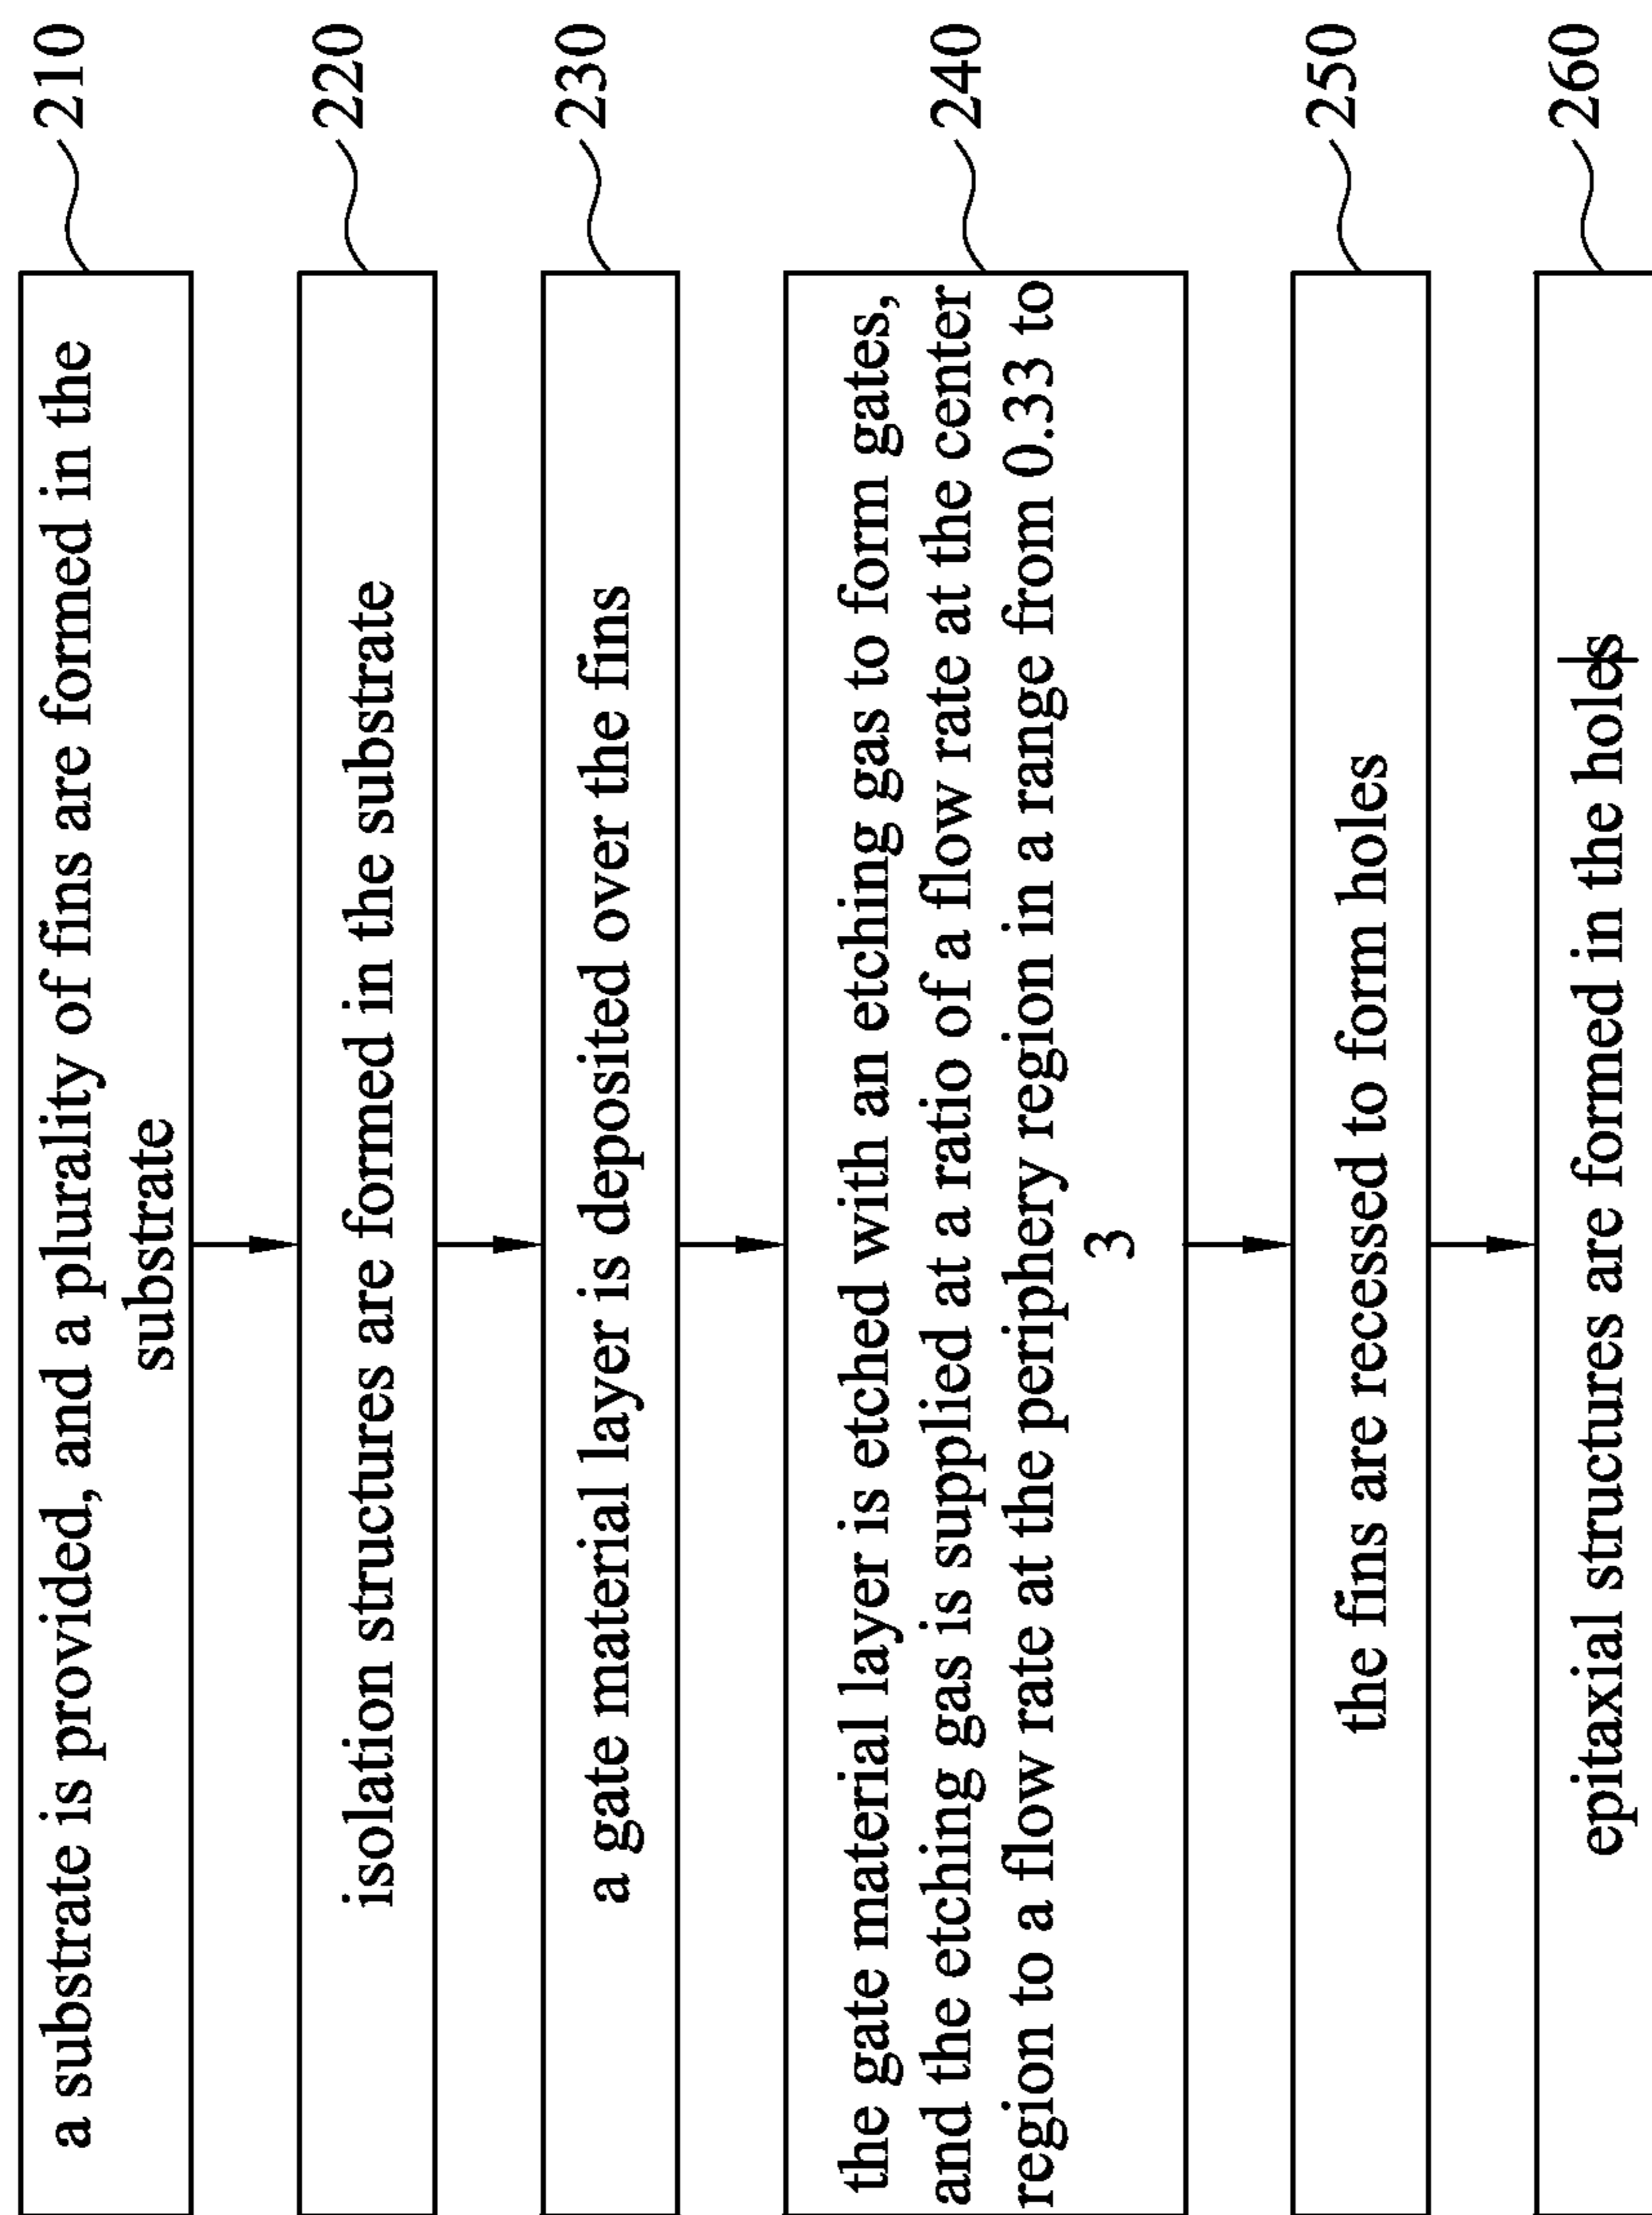 a substrate is provided, and a plurality of fins are formed in the
substrate
210
isolation structures are formed in the substrate
220
a gate material layer is deposited over the fins
230
the gate material layer is etched with an etching gas to form gates,
and the etching gas is supplied at a ratio of a flow rate at the center
region to a flow rate at the periphery region in a range from 0.33 to
3
240
the fins are recessed to form holes
250
epitaxial structures are formed in the holes
260